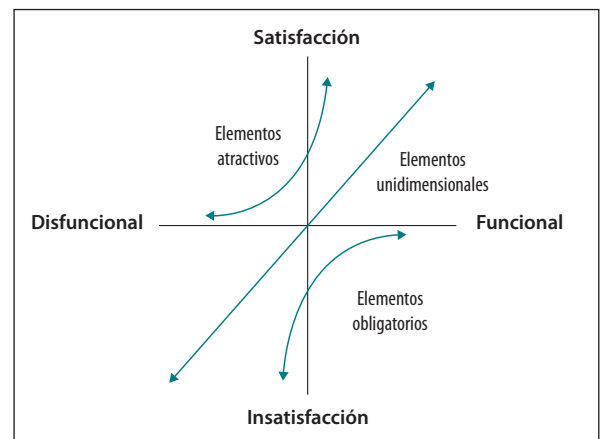 Satisfacción
Elementos
atractivos
Elementos
unidimensionales
Disfuncional
Funcional
Elementos
obligatorios
Insatisfacción